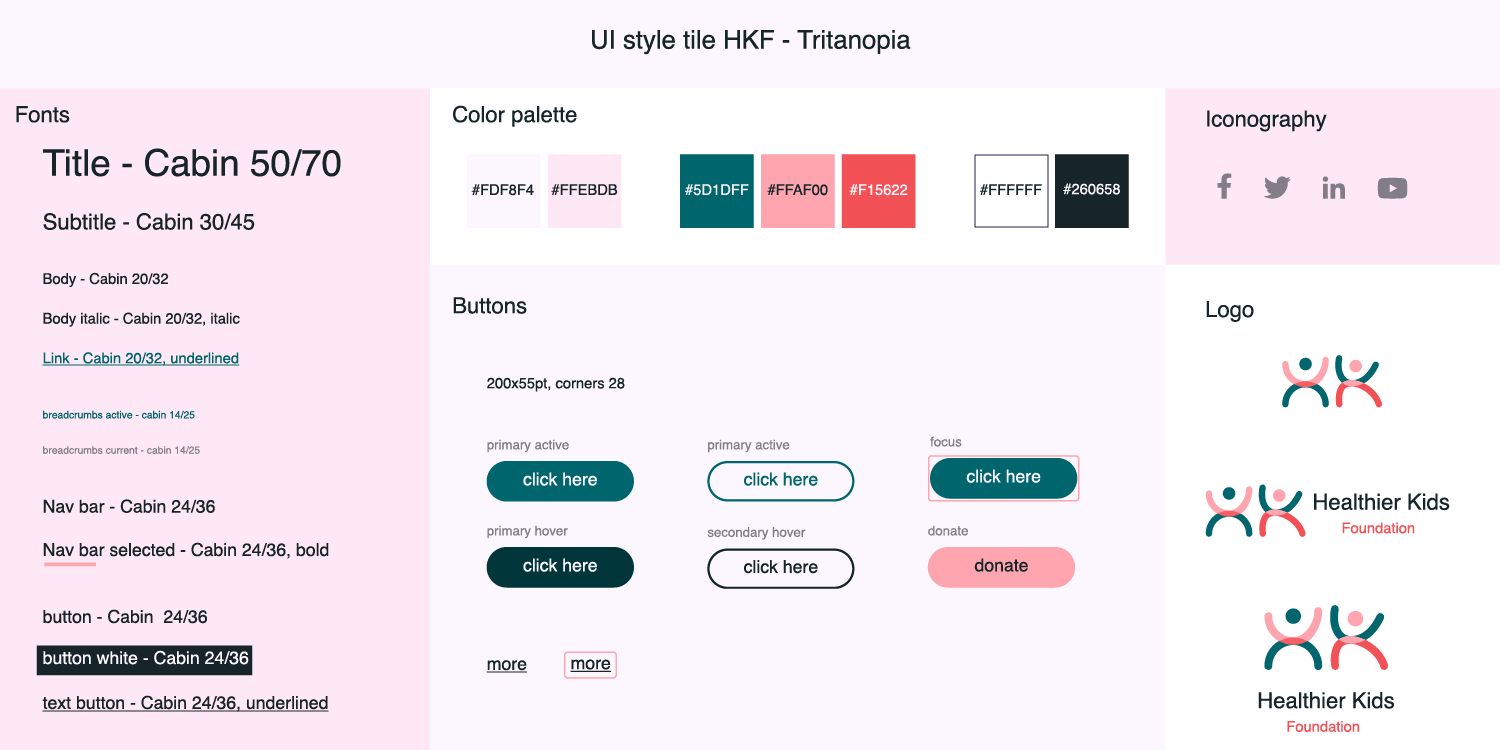 UI style tile HKF - Tritanopia
Fonts
Title - Cabin 50/70
Subtitle - Cabin 30/45
Body - Cabin 20/32
Body italic - Cabin 20/32, italic
Link - Cabin 20/32, underlined
breadcrumbs active - cabin 14/25
breadcrumbs current - cabin 14/25
Nav bar - Cabin 24/36
Nav bar selected - Cabin 24/36, bold
button - Cabin  24/36
button white - Cabin 24/36
text button - Cabin 24/36, underlined
Color palette
#FDF8F4 #FFEBDB #5D1DFF #FFAF00 #F15622 #FFFFFF #260658
Buttons
200x55pt, corners 28
primary active primary active focus
click here click here click here
primary hover secondary hover donate
click here click here donate
more more
Iconography
f in
Logo
Healthier Kids
Foundation
Healthier Kids
Foundation